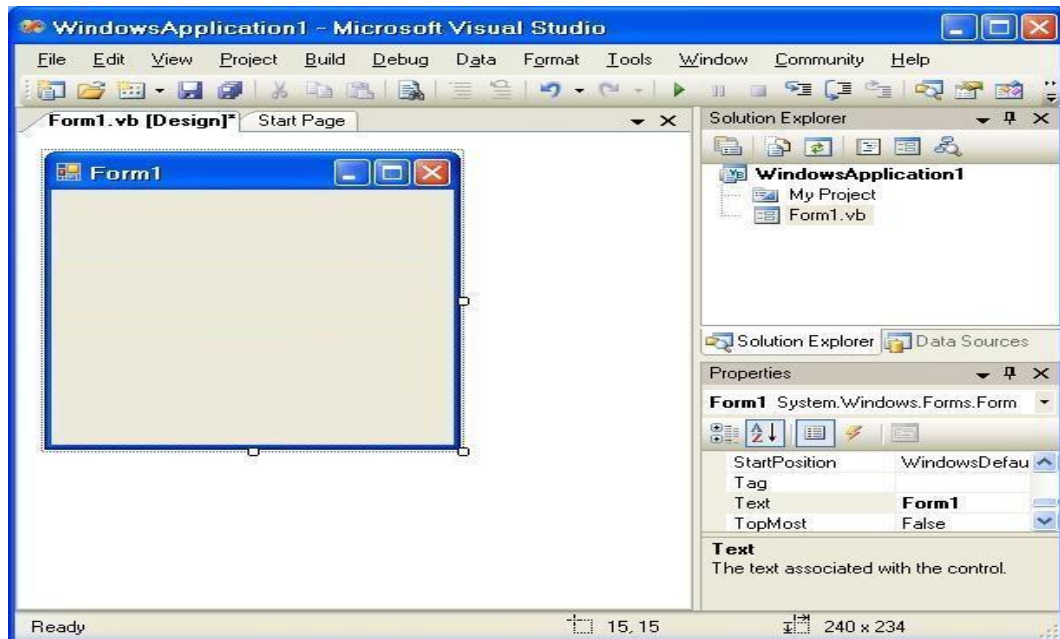 WindowsApplication1 - Microsoft Visual Studio
File Edit View Project Build Debug Data Format Tools Window Community Help
Form1.vb [Design]* Start Page
Form1
Solution Explorer
WindowsApplication1
My Project
Form1.vb
Solution Explorer Data Sources
Properties
Form1 System.Windows.Forms.Form
StartPosition WindowsDefau
Tag
Text Form1
TopMost False
Text
The text associated with the control.
Ready 15, 15 240 x 234